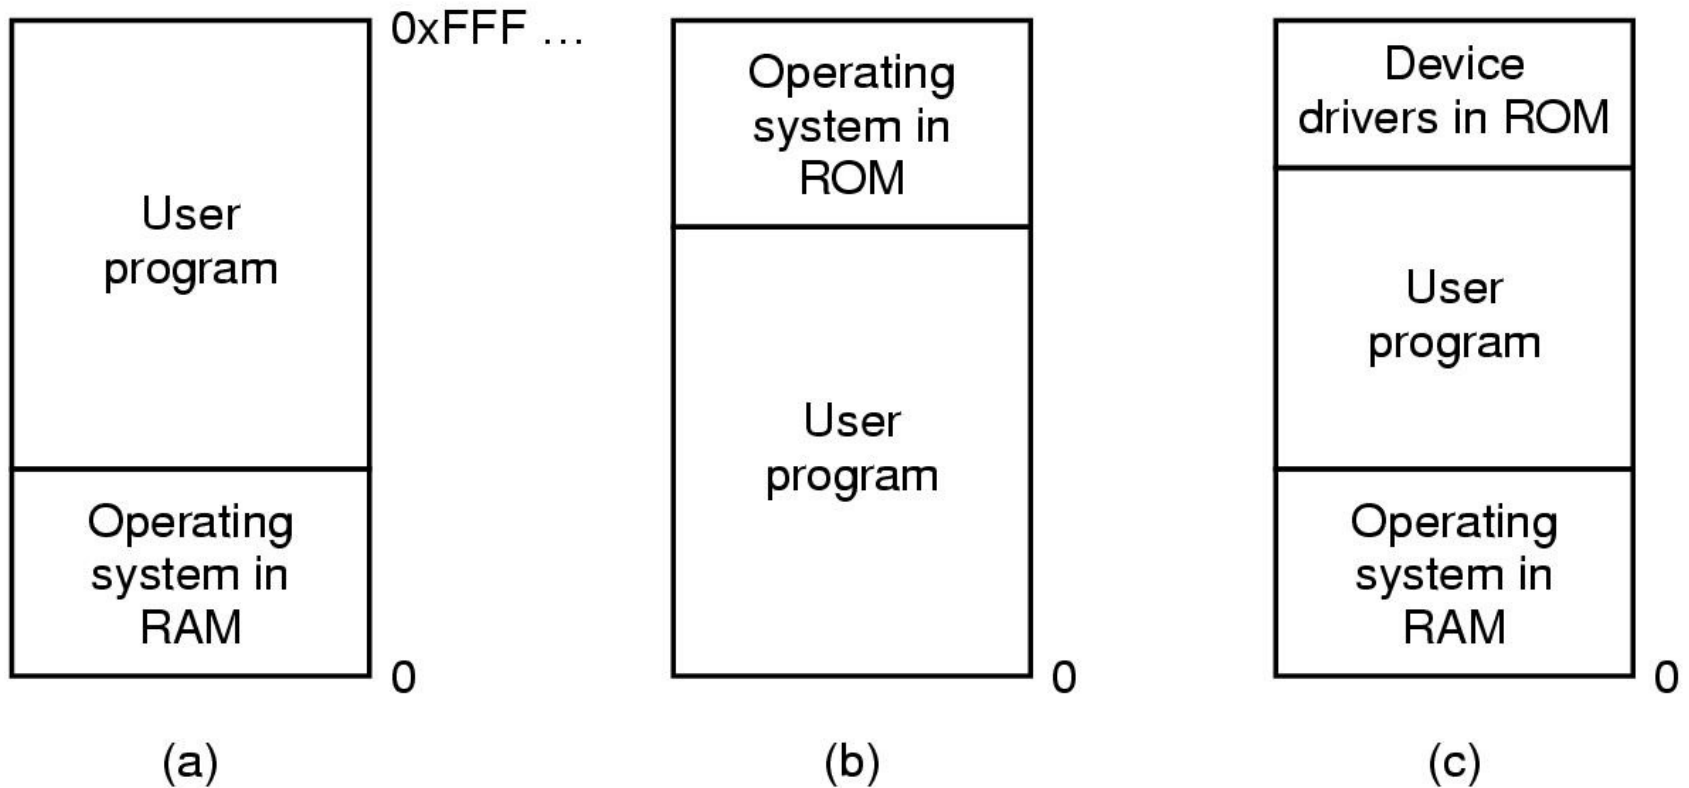 User
program
Operating
system in
RAM
0xFFF ...
0
(a)
Operating
system in
ROM
User
program
0
(b)
Device
drivers in ROM
User
program
Operating
system in
RAM
0
(c)